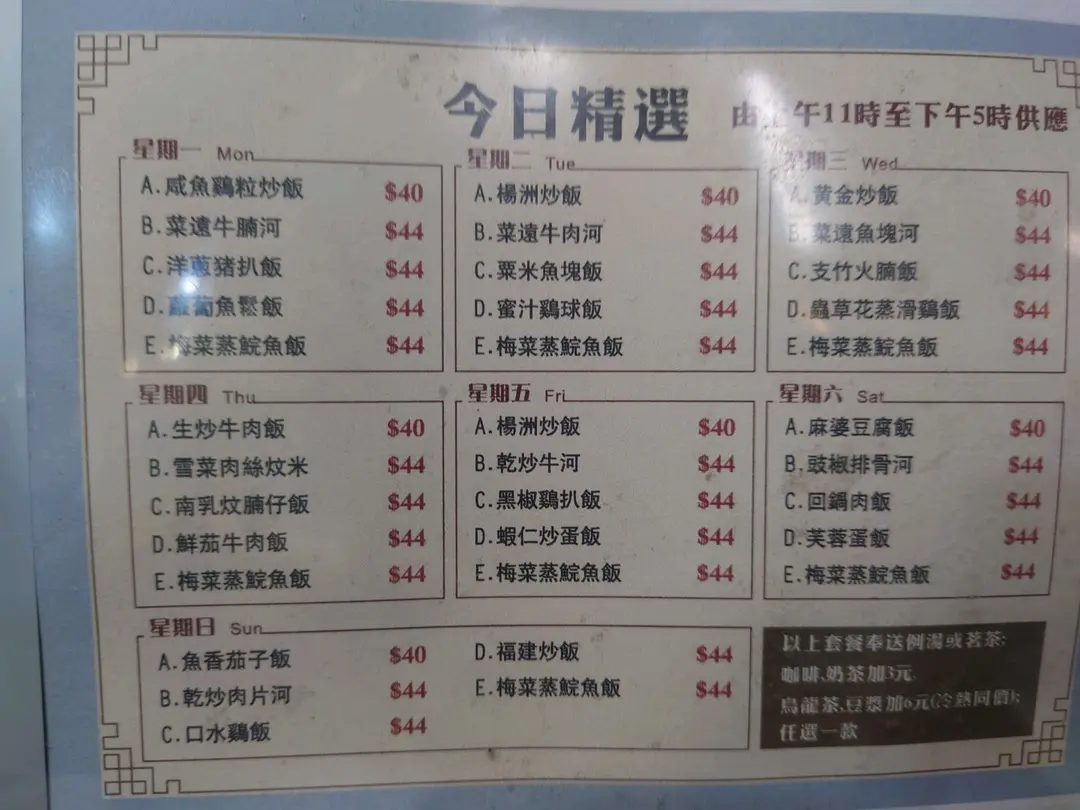 今日精選 由上午11時至下午5時供應
星期一 Mon
A.咸魚鷄粒炒飯 $40
B.菜遠牛腩河 $44
C.洋蔥猪扒飯 $44
D.蘿蔔魚鬆飯 $44
E.梅菜蒸鯇魚飯 $44
星期二 Tue
A.楊洲炒飯 $40
B.菜遠牛肉河 $44
C.粟米魚塊飯 $44
D.蜜汁鷄球飯 $44
E.梅菜蒸鯇魚飯 $44
星期三 Wed
A.黄金炒飯 $40
B.菜遠魚塊河 $44
C.支竹火腩飯 $44
D.蟲草花蒸滑鷄飯 $44
E.梅菜蒸鯇魚飯 $44
星期四 Thu
A.生炒牛肉飯 $40
B.雪菜肉絲炆米 $44
C.南乳炆腩仔飯 $44
D.鮮茄牛肉飯 $44
E.梅菜蒸鯇魚飯 $44
星期五 Fri
A.楊洲炒飯 $40
B.乾炒牛河 $44
C.黑椒鷄扒飯 $44
D.蝦仁炒蛋飯 $44
E.梅菜蒸鯇魚飯 $44
星期六 Sat
A.麻婆豆腐飯 $40
B.豉椒排骨河 $44
C.回鍋肉飯 $44
D.芙蓉蛋飯 $44
E.梅菜蒸鯇魚飯 $44
星期日 Sun
A.魚香茄子飯 $40
B.乾炒肉片河 $44
C.口水鷄飯 $44
D.福建炒飯 $44
E.梅菜蒸鯇魚飯 $44
以上套餐奉送例湯或茗茶;
咖啡,奶茶加3元,
烏龍茶,豆漿加6元(冷熱同價);
任選一款